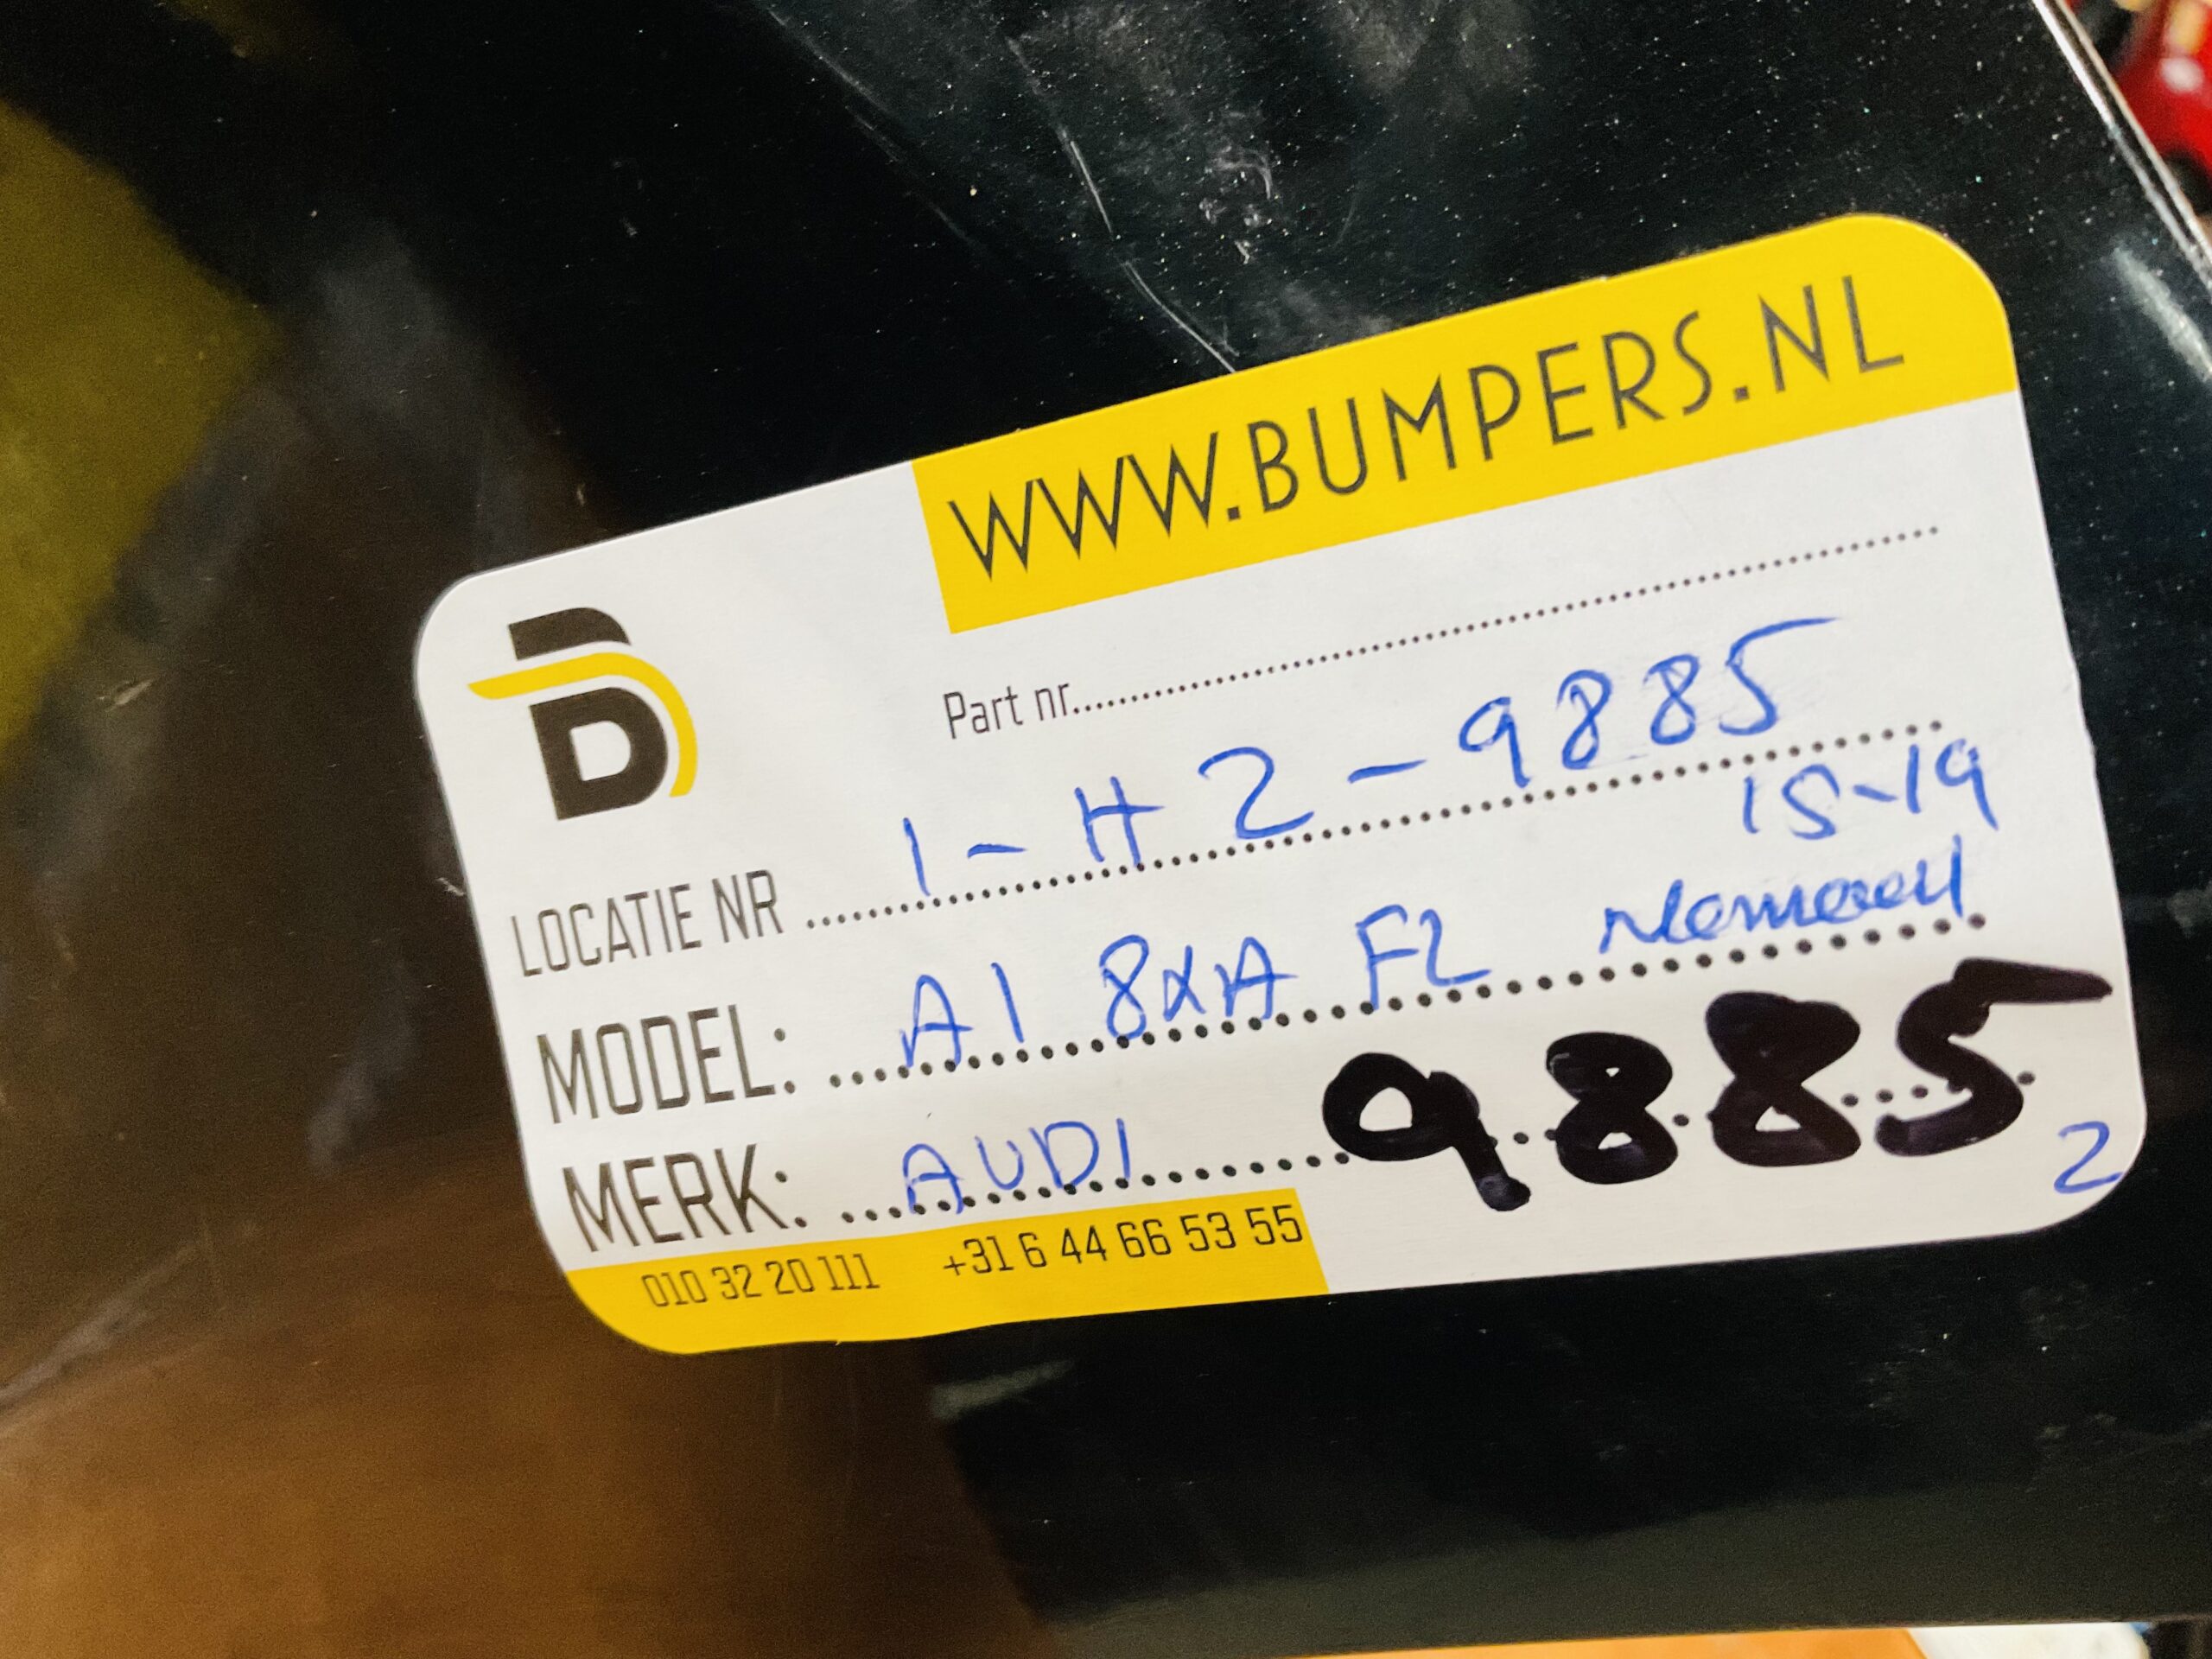 WWW.BUMPERS.NL
Part nr.
LOCATIE NR 1-H2-9885
15-19
MODEL: A1 8XA FL
MERK: AUDI 9885
2
010 32 20 111 +31 6 44 66 53 55